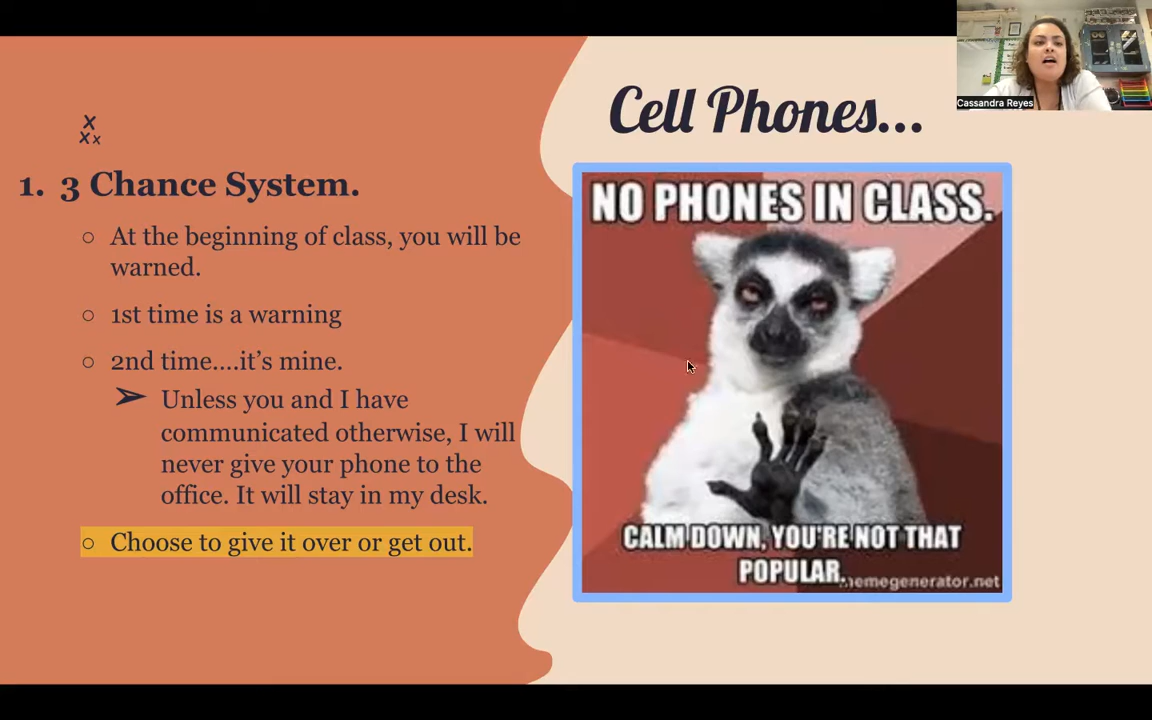 Cell Phones...
Cassandra Reyes
x
x x
1. 3 Chance System.
○ At the beginning of class, you will be
warned.
○ 1st time is a warning
○ 2nd time....it's mine.
➢ Unless you and I have
communicated otherwise, I will
never give your phone to the
office. It will stay in my desk.
○ Choose to give it over or get out.
NO PHONES IN CLASS.
CALM DOWN, YOU'RE NOT THAT
POPULAR.
memegenerator.net